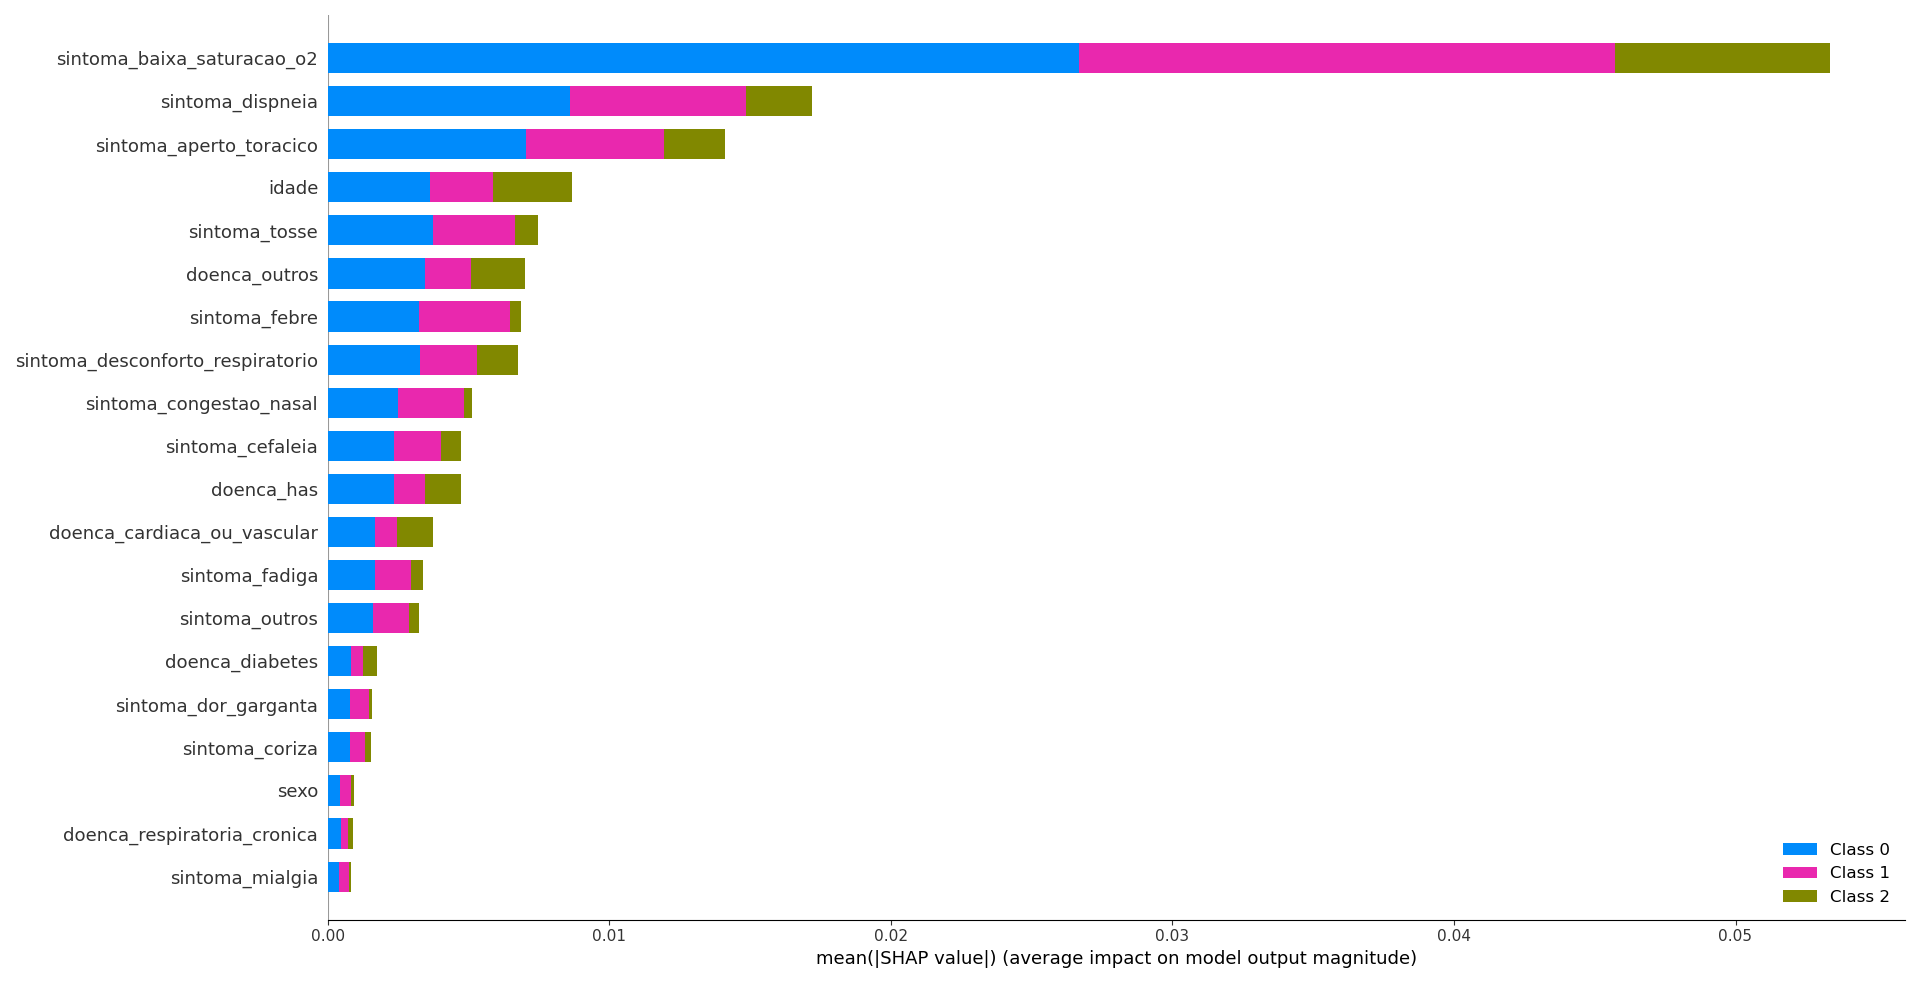 sintoma_baixa_saturacao_o2
sintoma_dispneia
sintoma_aperto_toracico
idade
sintoma_tosse
doenca_outros
sintoma_febre
sintoma_desconforto_respiratorio
sintoma_congestao_nasal
sintoma_cefaleia
doenca_has
doenca_cardiaca_ou_vascular
sintoma_fadiga
sintoma_outros
doenca_diabetes
sintoma_dor_garganta
sintoma_coriza
sexo
doenca_respiratoria_cronica
sintoma_mialgia
Class 0
Class 1
Class 2
0.00 0.01 0.02 0.03 0.04 0.05
mean(|SHAP value|) (average impact on model output magnitude)